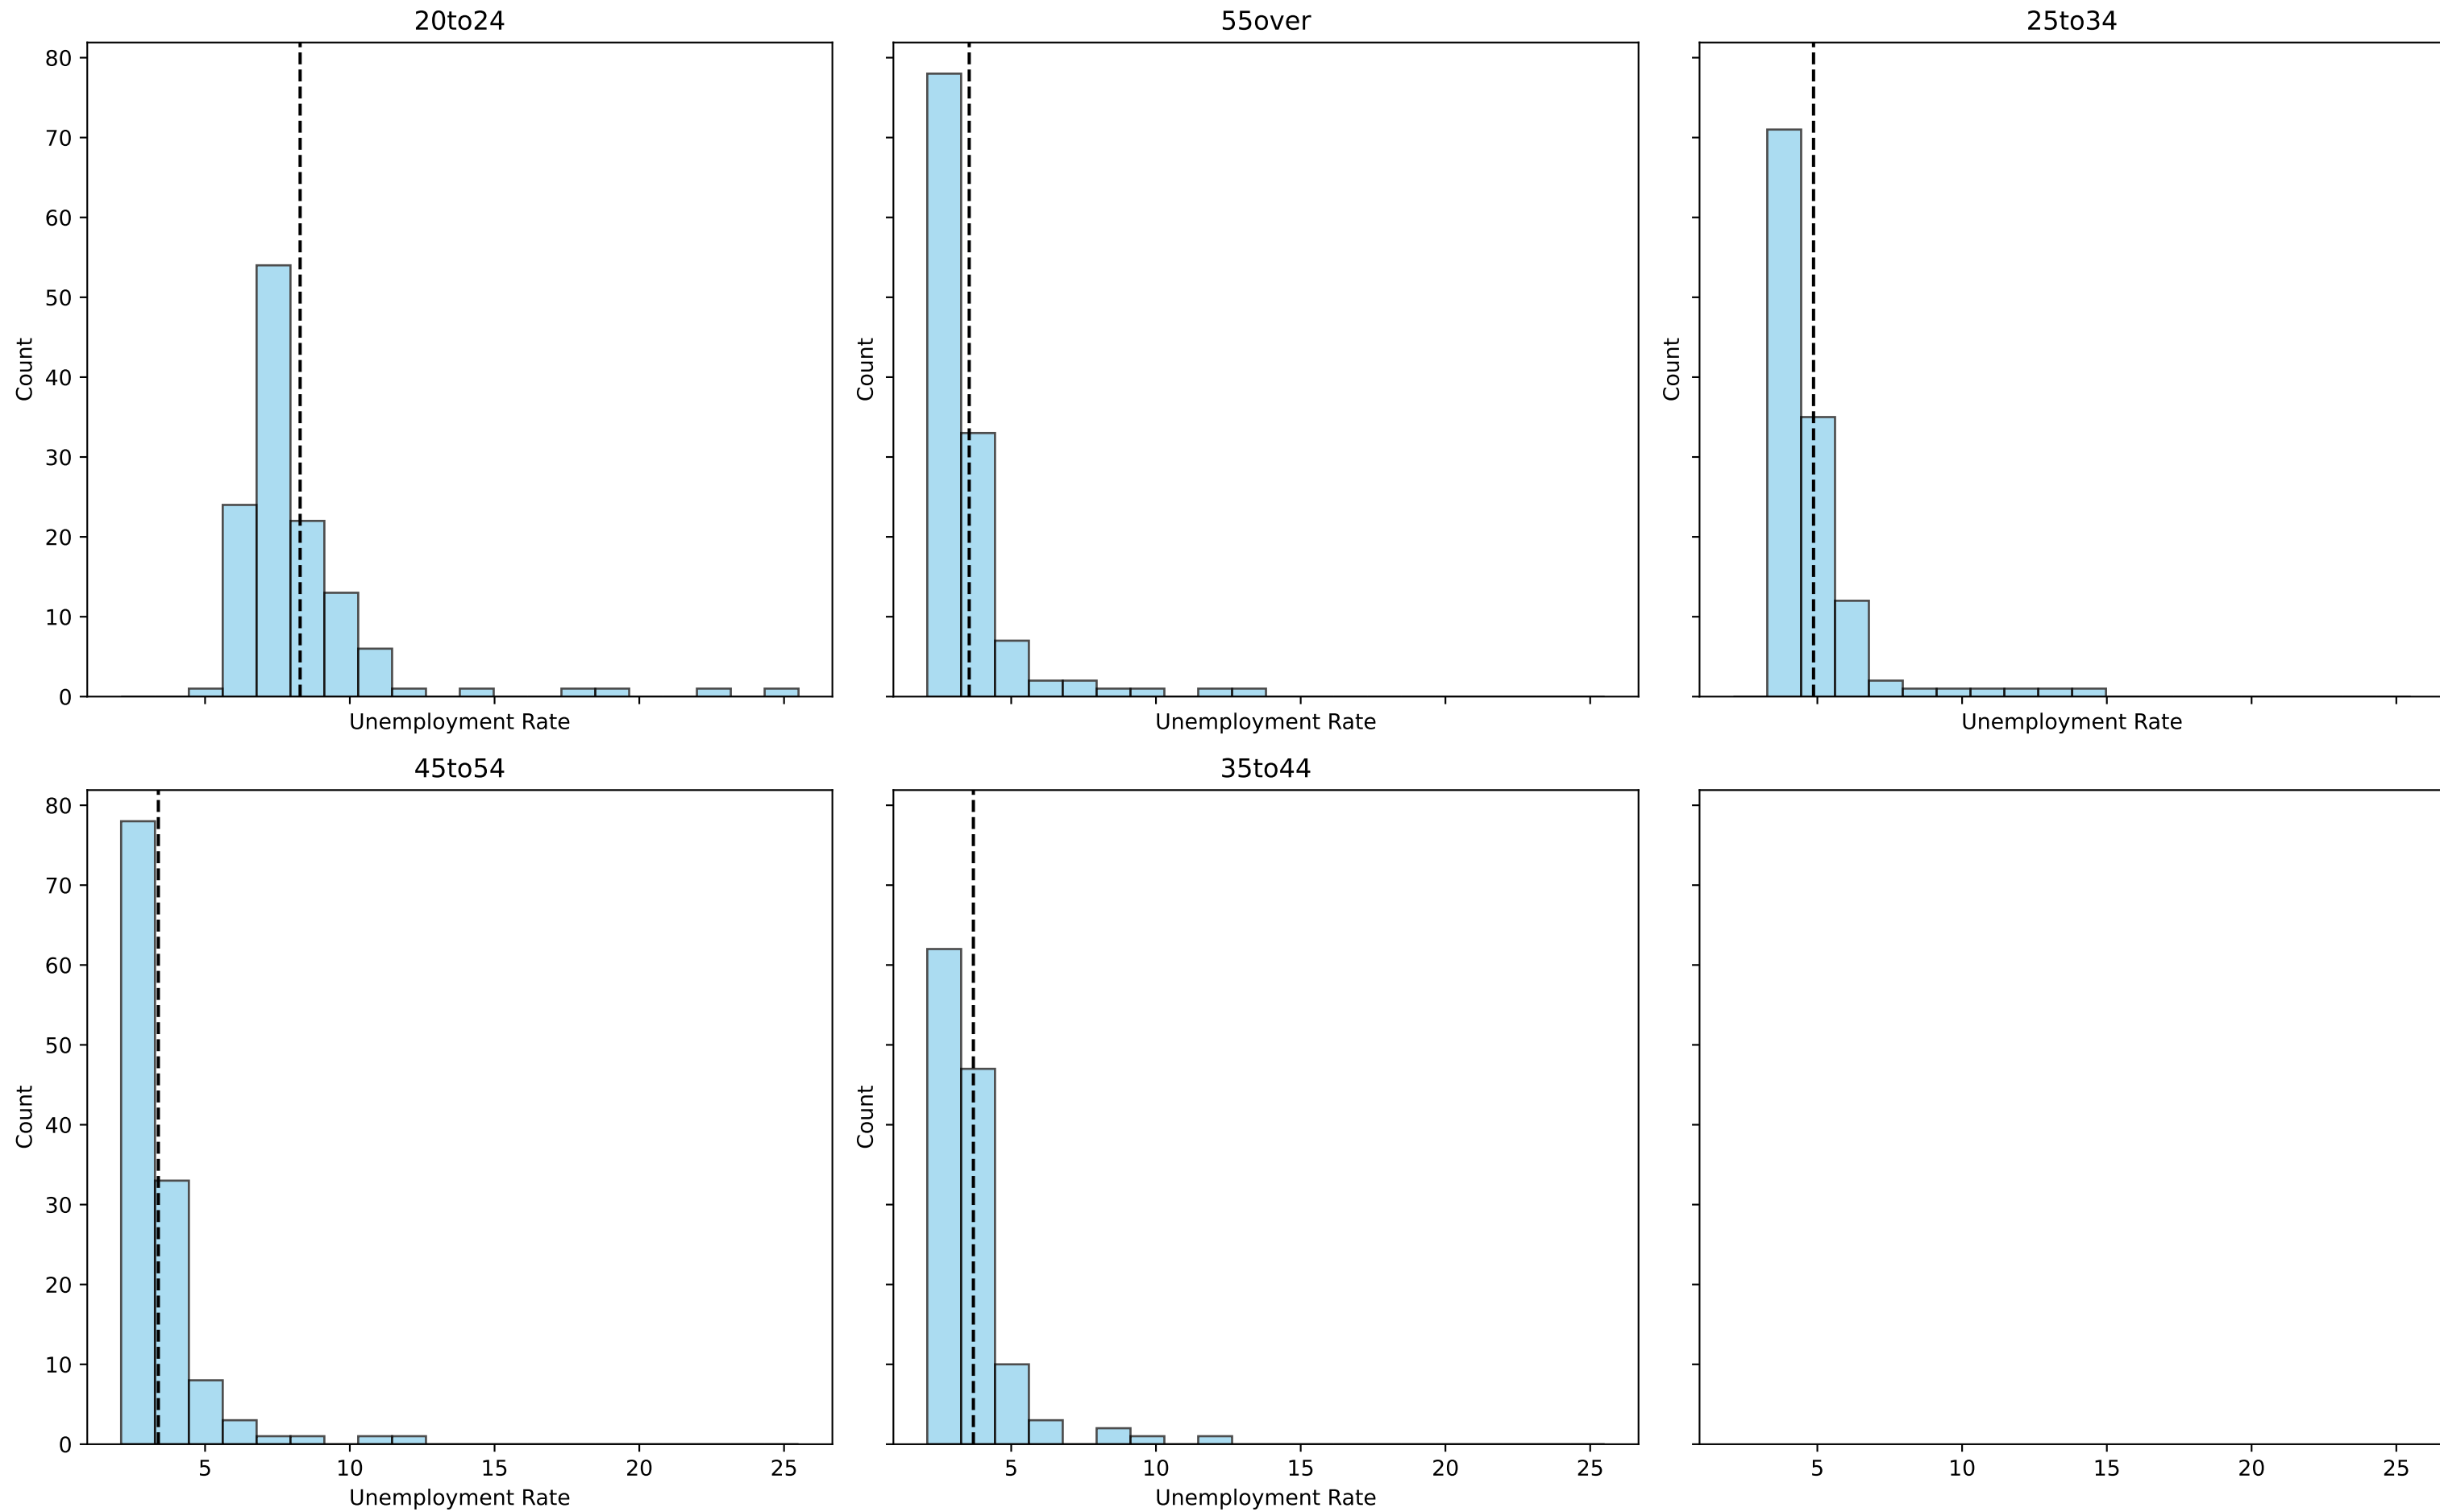 20to24 55over 25to34
80
70
60
50
40
30
20
10
0
Count Count Count
Unemployment Rate Unemployment Rate Unemployment Rate
45to54 35to44
80
70
60
50
40
30
20
10
0
Count Count
5 10 15 20 25 5 10 15 20 25 5 10 15 20 25
Unemployment Rate Unemployment Rate